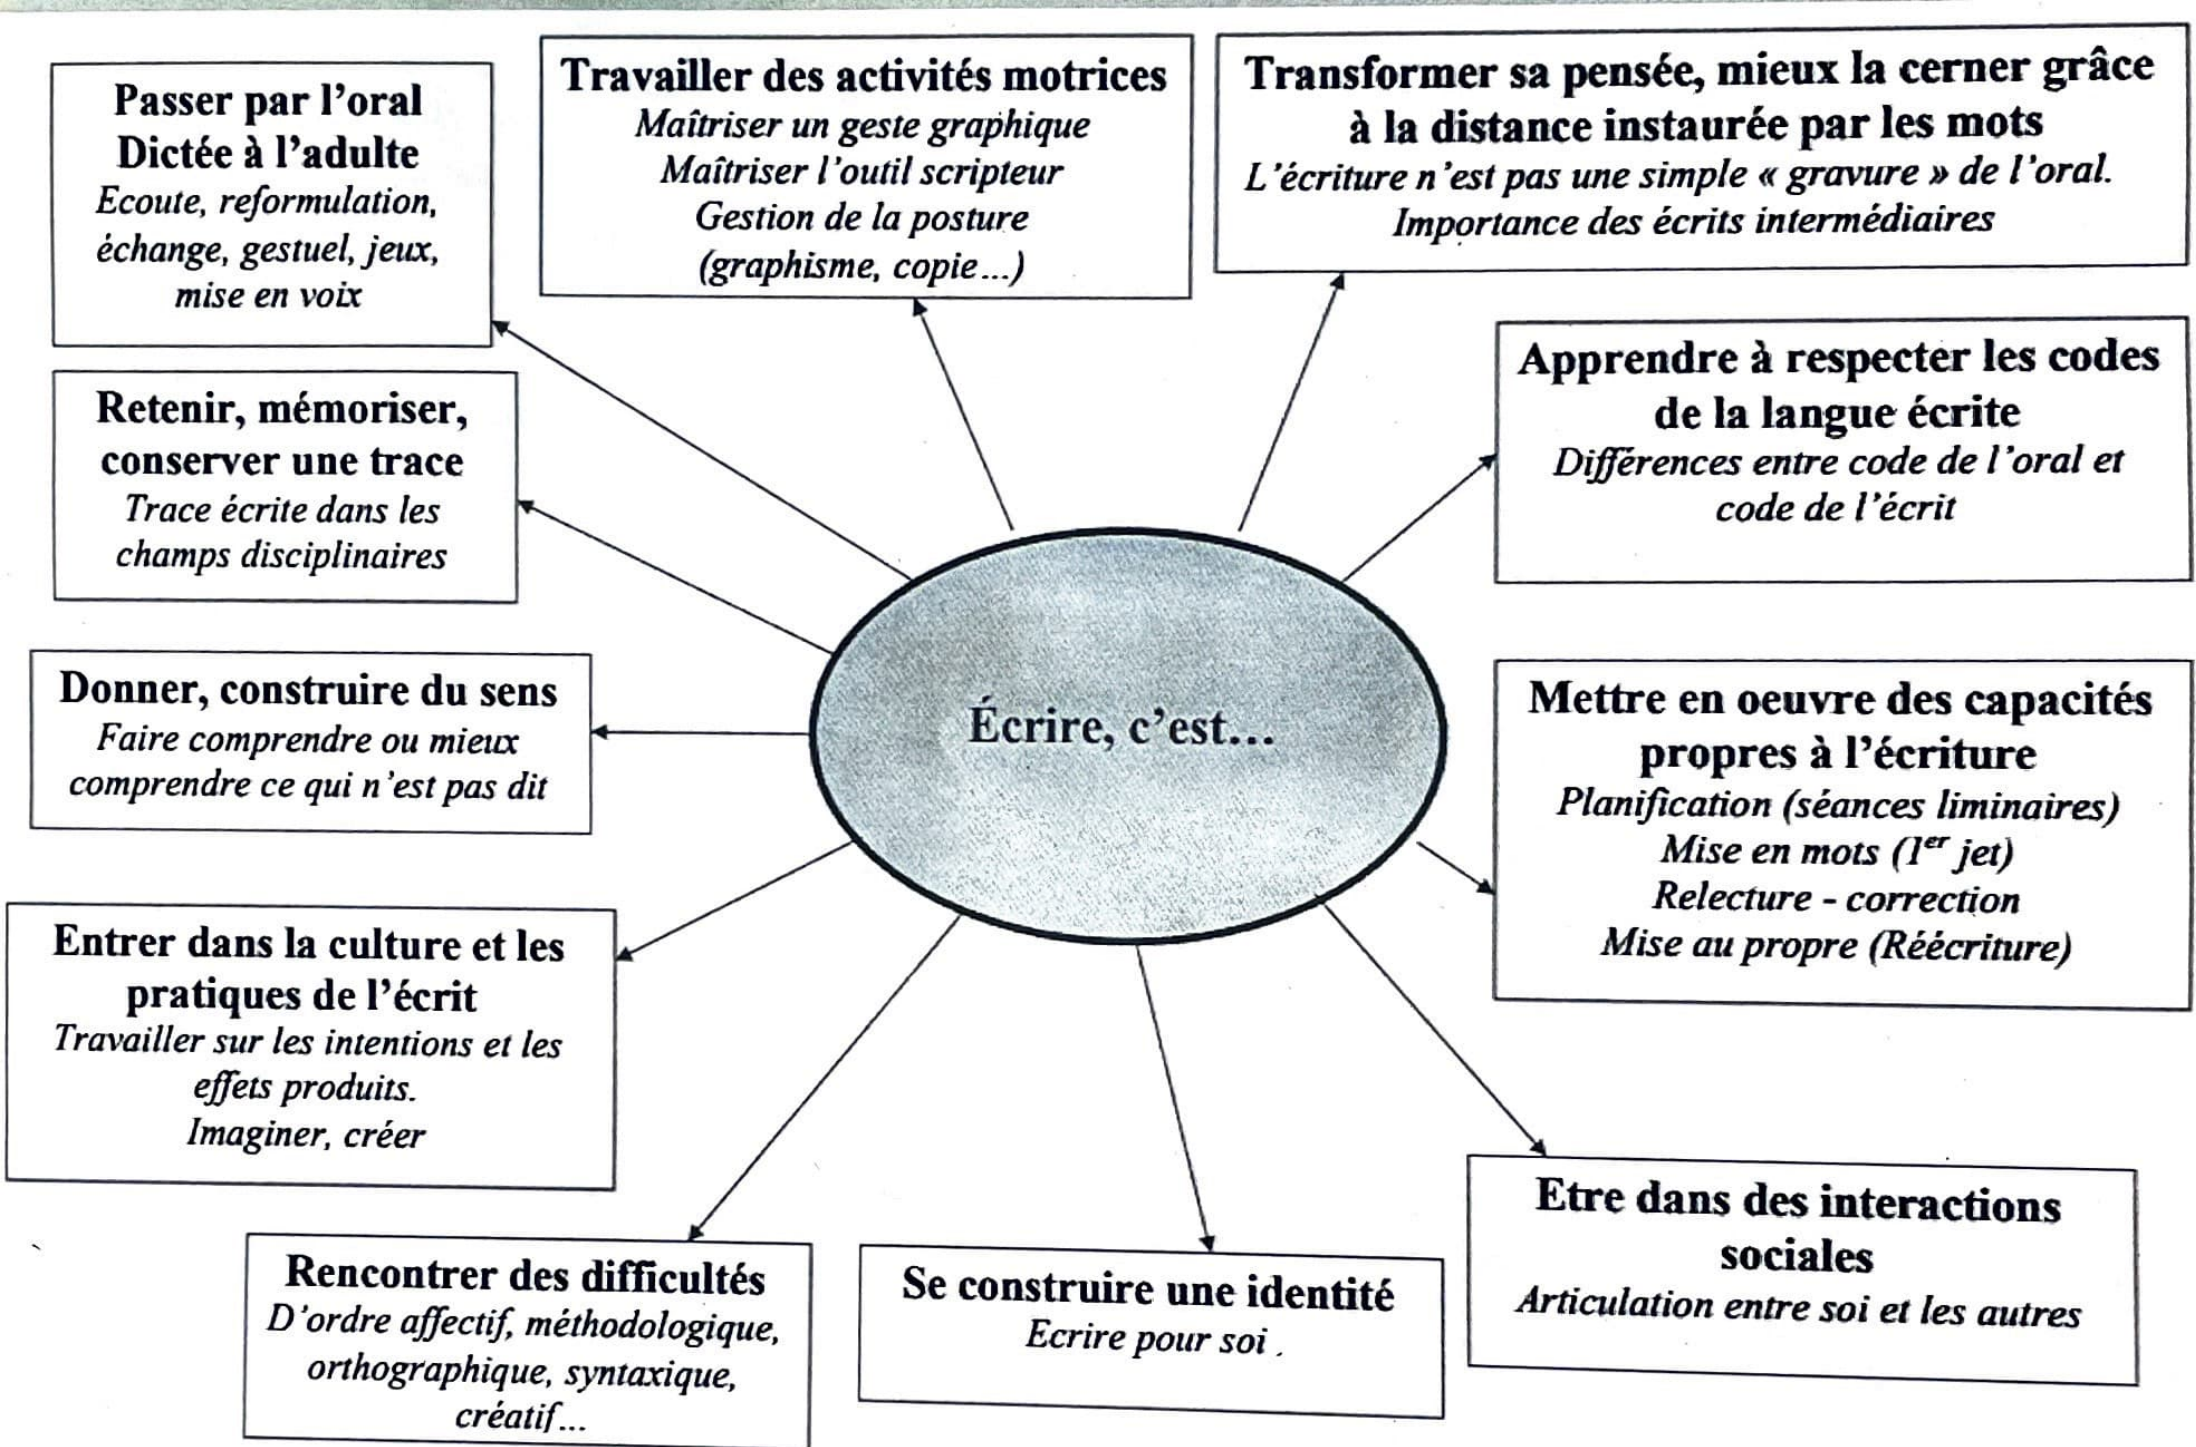 Passer par l'oral
Dictée à l'adulte
Ecoute, reformulation,
échange, gestuel, jeux,
mise en voix
Travailler des activités motrices
Maîtriser un geste graphique
Maîtriser l'outil scripteur
Gestion de la posture
(graphisme, copie...)
Transformer sa pensée, mieux la cerner grâce
à la distance instaurée par les mots
L'écriture n'est pas une simple « gravure » de l'oral.
Importance des écrits intermédiaires
Retenir, mémoriser,
conserver une trace
Trace écrite dans les
champs disciplinaires
Apprendre à respecter les codes
de la langue écrite
Différences entre code de l'oral et
code de l'écrit
Donner, construire du sens
Faire comprendre ou mieux
comprendre ce qui n'est pas dit
Écrire, c'est...
Mettre en oeuvre des capacités
propres à l'écriture
Planification (séances liminaires)
Mise en mots (1er jet)
Relecture - correction
Mise au propre (Réécriture)
Entrer dans la culture et les
pratiques de l'écrit
Travailler sur les intentions et les
effets produits.
Imaginer, créer
Rencontrer des difficultés
D'ordre affectif, méthodologique,
orthographique, syntaxique,
créatif...
Se construire une identité
Ecrire pour soi .
Etre dans des interactions
sociales
Articulation entre soi et les autres